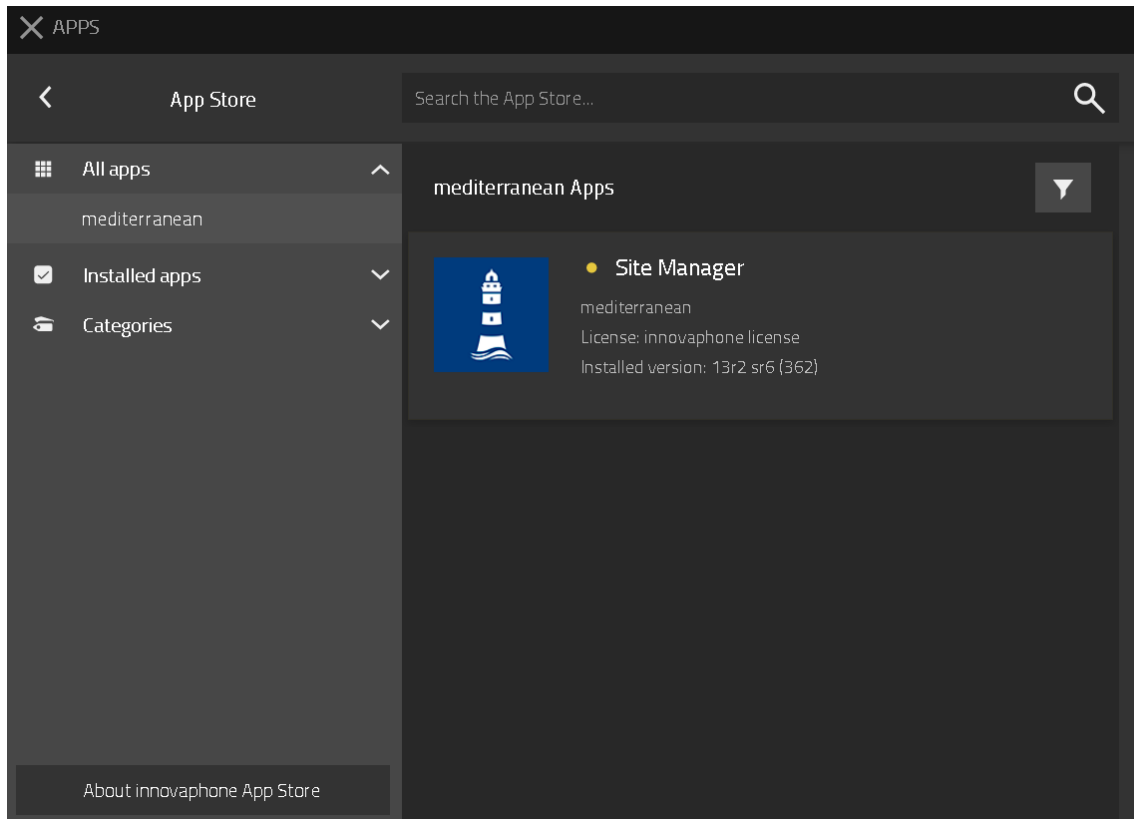 APPS
App Store
Search the App Store...
All apps
mediterranean
Installed apps
Categories
mediterranean Apps
Site Manager
mediterranean
License: innovaphone license
Installed version: 13r2 sr6 (362)
About innovaphone App Store